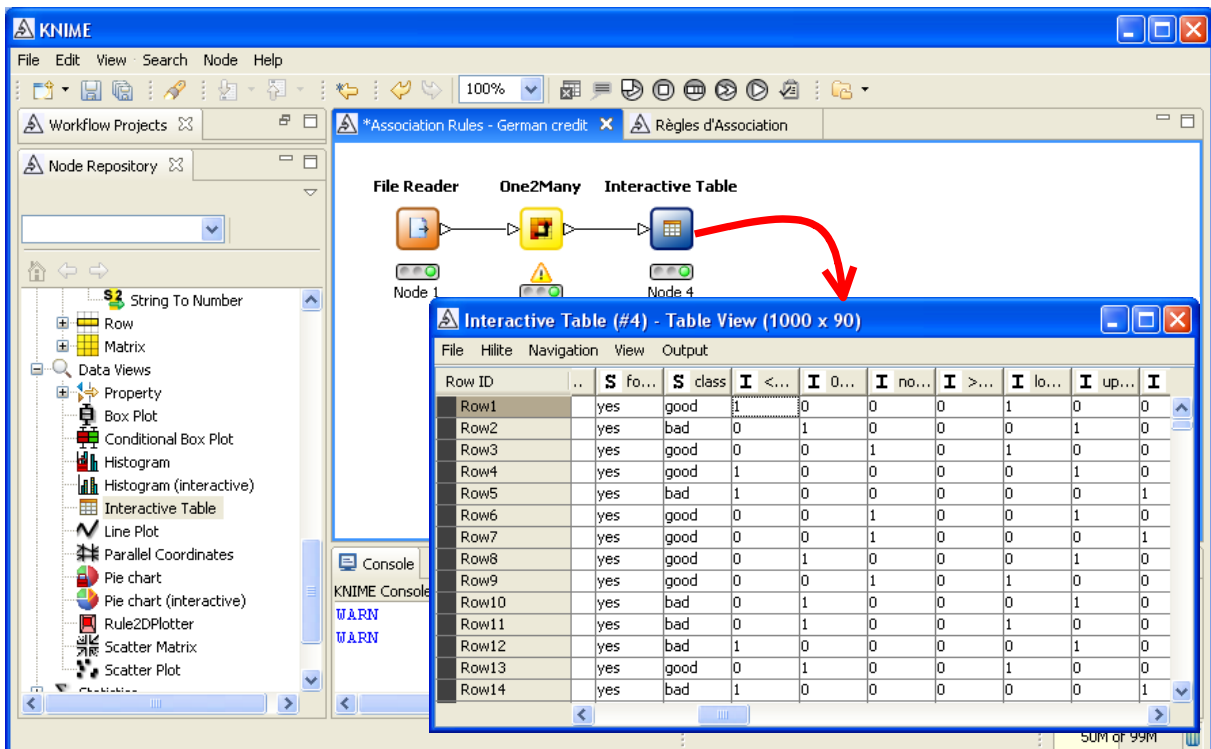 KNIME
File Edit View Search Node Help
100%
Workflow Projects
*Association Rules - German credit
Règles d'Association
Node Repository
File Reader One2Many Interactive Table
Node 1
Node 4
String To Number
Row
Matrix
Data Views
Property
Box Plot
Conditional Box Plot
Histogram
Histogram (interactive)
Interactive Table
Line Plot
Parallel Coordinates
Pie chart
Pie chart (interactive)
Rule2DPlotter
Scatter Matrix
Scatter Plot
Console
KNIME Console
WARN
WARN
Interactive Table (#4) - Table View (1000 x 90)
File Hilite Navigation View Output
Row ID .. S fo... S class I <... I 0... I no... I >... I lo... I up... I
Row1 yes good 1 0 0 0 1 0 0
Row2 yes bad 0 1 0 0 0 1 0
Row3 yes good 0 0 1 0 1 0 0
Row4 yes good 1 0 0 0 0 1 0
Row5 yes bad 1 0 0 0 0 0 1
Row6 yes good 0 0 1 0 0 1 0
Row7 yes good 0 0 1 0 0 0 1
Row8 yes good 0 1 0 0 0 1 0
Row9 yes good 0 0 1 0 1 0 0
Row10 yes bad 0 1 0 0 0 1 0
Row11 yes bad 0 1 0 0 1 0 0
Row12 yes bad 1 0 0 0 0 1 0
Row13 yes good 0 1 0 0 1 0 0
Row14 yes bad 1 0 0 0 0 0 1
50M of 99M